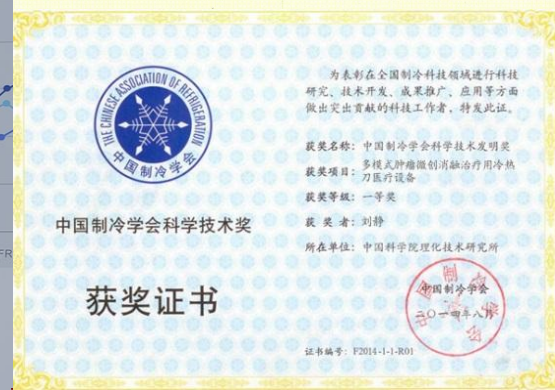 THE CHINESE ASSOCIATION OF REFRIGERATION
中国制冷学会
中国制冷学会科学技术奖
获奖证书
为表彰在全国制冷科技领域进行科技
研究、技术开发、成果推广、应用等方面
做出突出贡献的科技工作者，特发此证。
获奖名称：中国制冷学会科学技术发明奖
获奖项目：多模式肿瘤微创消融治疗用冷热
刀医疗设备
获奖等级：一等奖
获 奖 者：刘静
所在单位：中国科学院理化技术研究所
中国制冷学会
二〇一四年八月
中国制冷学会
证书编号：F2014-1-1-R01
FR